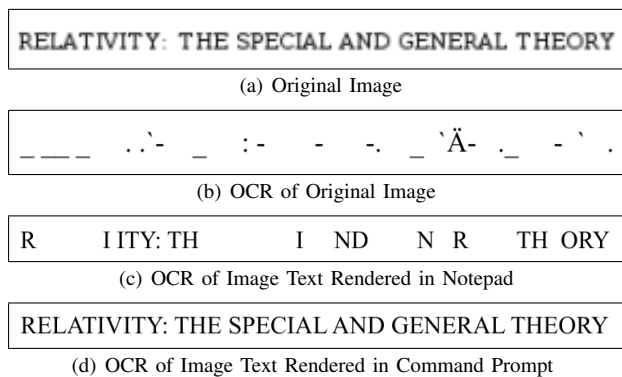 RELATIVITY: THE SPECIAL AND GENERAL THEORY
(a) Original Image
_ __ _ . .`- _ : - - -. _ `Ä- ._ - ` .
(b) OCR of Original Image
R I ITY: TH I ND N R TH ORY
(c) OCR of Image Text Rendered in Notepad
RELATIVITY: THE SPECIAL AND GENERAL THEORY
(d) OCR of Image Text Rendered in Command Prompt